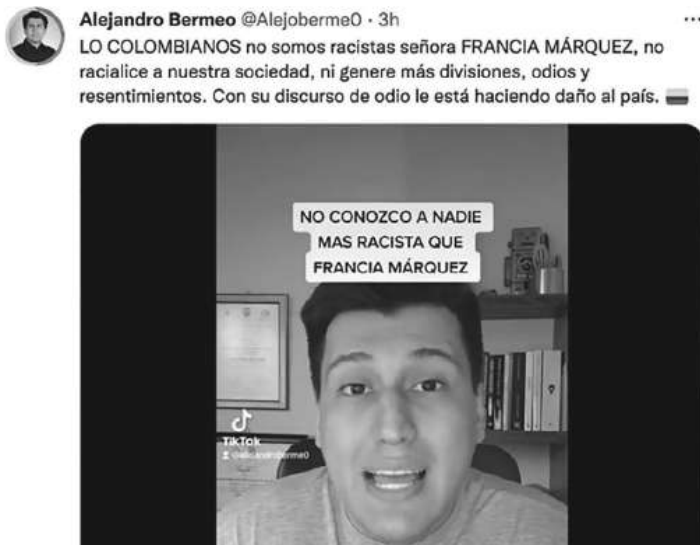 Alejandro Bermeo @Alejoberme0 · 3h
LO COLOMBIANOS no somos racistas señora FRANCIA MÁRQUEZ, no
racialice a nuestra sociedad, ni genere más divisiones, odios y
resentimientos. Con su discurso de odio le está haciendo daño al país.
NO CONOZCO A NADIE
MAS RACISTA QUE
FRANCIA MÁRQUEZ
TikTok